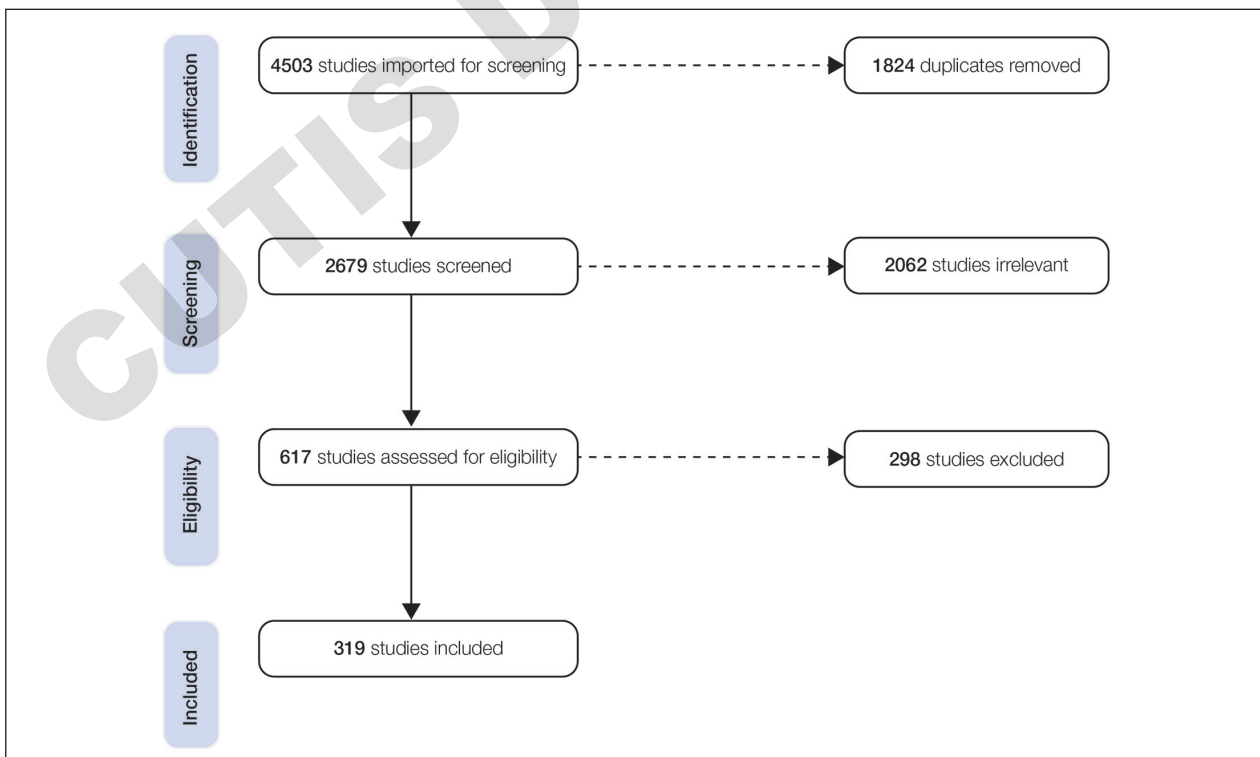 Identification
4503 studies imported for screening
1824 duplicates removed
Screening
2679 studies screened
2062 studies irrelevant
Eligibility
617 studies assessed for eligibility
298 studies excluded
Included
319 studies included
CUTIS D